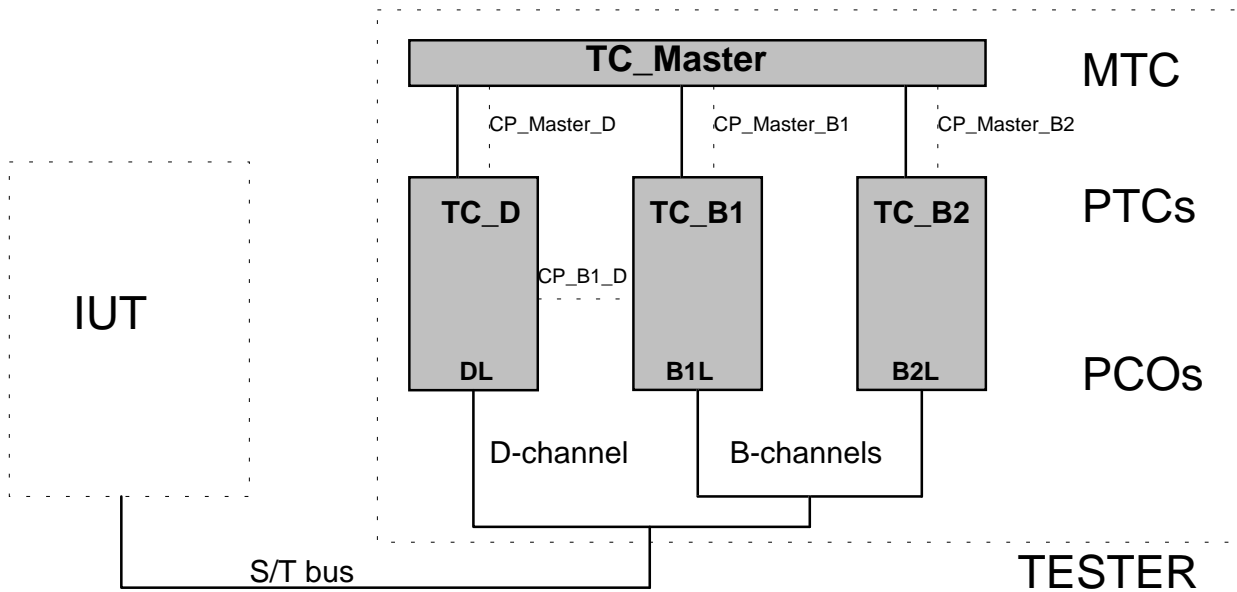 TC_Master
MTC
CP_Master_D
CP_Master_B1
CP_Master_B2
TC_D
TC_B1
TC_B2
PTCs
CP_B1_D
IUT
DL
B1L
B2L
PCOs
D-channel
B-channels
S/T bus
TESTER